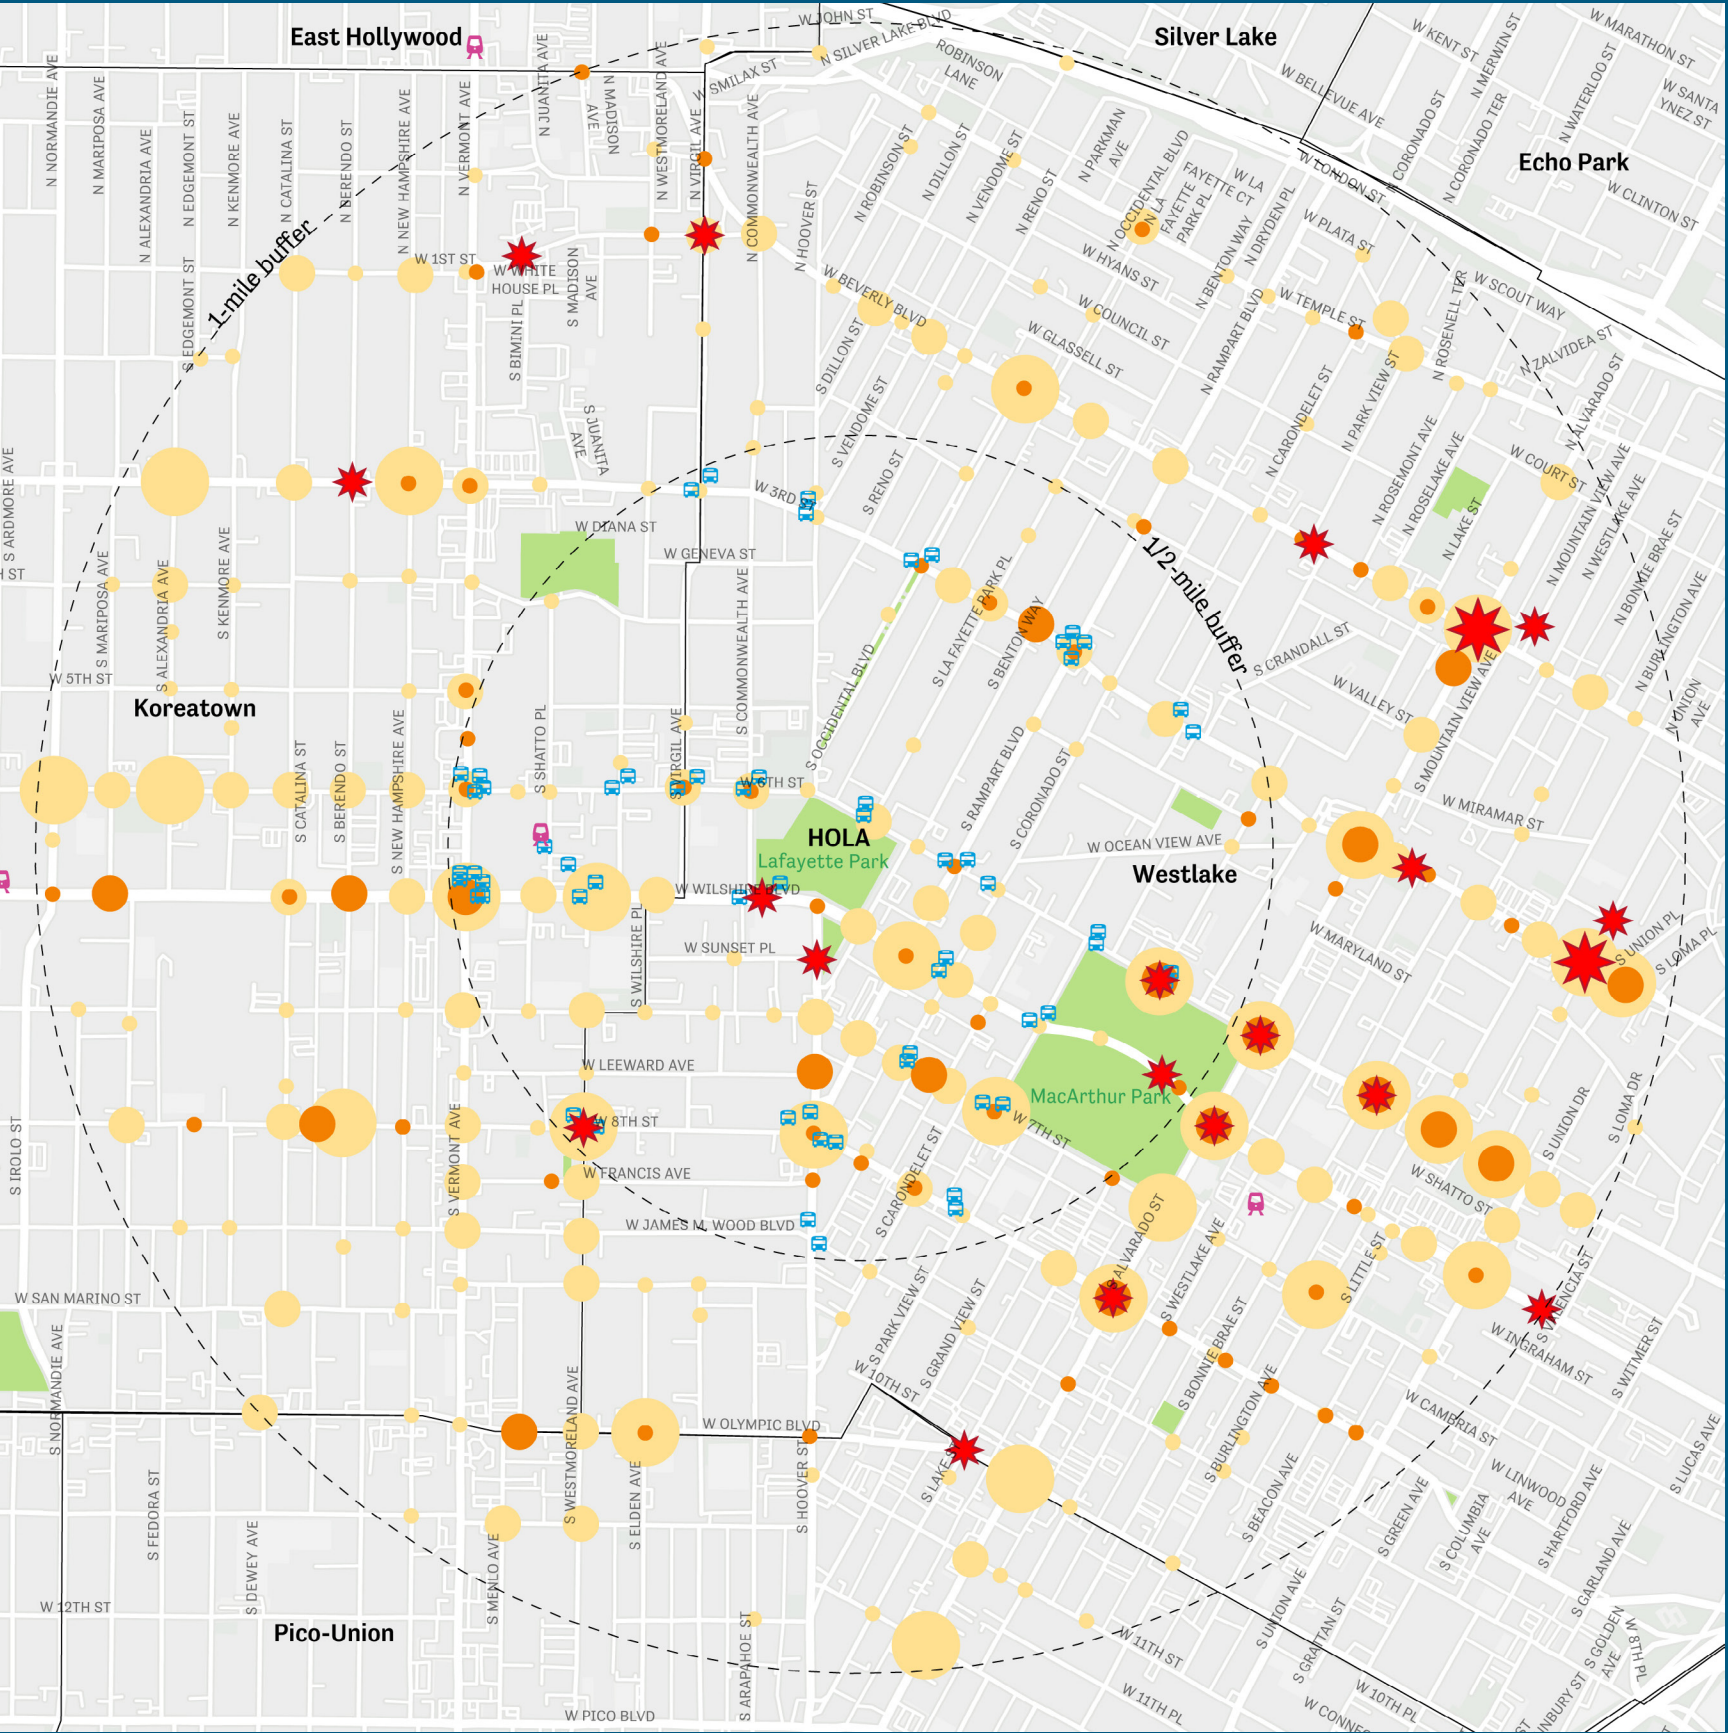 East Hollywood
Silver Lake
Echo Park
W JOHN ST
N SILVER LAKE BLVD
W SMILAX ST
ROBINSON
LANE
W BELLEVUE AVE
W KENT ST
N MERWIN ST
W MARATHON ST
W SANTA
YNEZ ST
N WATERLOO ST
N CORONADO TER
N CORONADO ST
W CLINTON ST
W LONDON ST
N NORMANDIE AVE
N MARIPOSA AVE
N ALEXANDRIA AVE
N EDGEMONT ST
N KENMORE AVE
N CATALINA ST
N BERENDO ST
N NEW HAMPSHIRE AVE
N VERMONT AVE
N JUANITA AVE
N MADISON
AVE
N WESTMORELAND AVE
N VIRGIL AVE
N COMMONWEALTH AVE
N HOOVER ST
N ROBINSON ST
N DILLON ST
N VENDOME ST
N RENO ST
N PARKMAN
AVE
N OCCIDENTAL BLVD
N LA
FAYETTE
PARK PL
W LA
FAYETTE CT
N BENTON WAY
N DRYDEN PL
W PLATA ST
W HYANS ST
W COUNCIL ST
W GLASSELL ST
W TEMPLE ST
W SCOUT WAY
N ZALVIDEA ST
N ROSENELL TER
N RAMPART BLVD
1-mile buffer
W 1ST ST
W WHITE
HOUSE PL
S MADISON
AVE
S BIMINI PL
S EDGEMONT ST
W BEVERLY BLVD
S DILLON ST
S VENDOME ST
S RENO ST
S JUANITA
AVE
N CARONDELET ST
N PARK VIEW ST
N ALVARADO ST
N ROSEMONT AVE
N ROSELAKE AVE
N LAKE ST
W COURT ST
N MOUNTAIN VIEW AVE
N WESTLAKE AVE
N BONNIE BRAE ST
N BURLINGTON AVE
N UNION
AVE
S ARDMORE AVE
W 3RD ST
W DIANA ST
W GENEVA ST
1/2-mile buffer
S MARIPOSA AVE
S ALEXANDRIA AVE
S KENMORE AVE
W 5TH ST
Koreatown
S COMMONWEALTH AVE
S OCCIDENTAL BLVD
S LA FAYETTE PARK PL
S BENTON WAY
S CRANDALL ST
W VALLEY ST
S MOUNTAIN VIEW AVE
W MIRAMAR ST
S CATALINA ST
S BERENDO ST
S NEW HAMPSHIRE AVE
S SHATTO PL
S VIRGIL AVE
W 6TH ST
HOLA
Lafayette Park
S RAMPART BLVD
S CORONADO ST
W OCEAN VIEW AVE
Westlake
W WILSHIRE BLVD
S WILSHIRE PL
W SUNSET PL
W MARYLAND ST
S UNION PL
S LOMA PL
W LEEWARD AVE
MacArthur Park
W 7TH ST
W 8TH ST
W FRANCIS AVE
W JAMES M. WOOD BLVD
S VERMONT AVE
S IROLO ST
S CARONDELET ST
S ALVARADO ST
S WESTLAKE AVE
W SHATTO ST
S UNION DR
S LOMA DR
S LITTLE ST
S VALENCIA ST
W SAN MARINO ST
S NORMANDIE AVE
S WESTMORELAND AVE
W OLYMPIC BLVD
S PARK VIEW ST
S GRAND VIEW ST
W 10TH ST
S BONNIE BRAE ST
S BURLINGTON AVE
W INGRAHAM ST
S WITMER ST
W CAMBRIA ST
W LINWOOD
AVE
S LUCAS AVE
S FEDORA ST
S DEWEY AVE
S MENLO AVE
S ELDEN AVE
S HOOVER ST
S LAKE ST
S BEACON AVE
S GREEN AVE
S COLUMBIA
AVE
S HARTFORD AVE
S GARLAND AVE
W 12TH ST
Pico-Union
S ARAPAHOE ST
W PICO BLVD
W 11TH ST
W 11TH PL
S UNION AVE
S GRATTAN ST
W 10TH PL
S GOLDEN
AVE
W 8TH PL